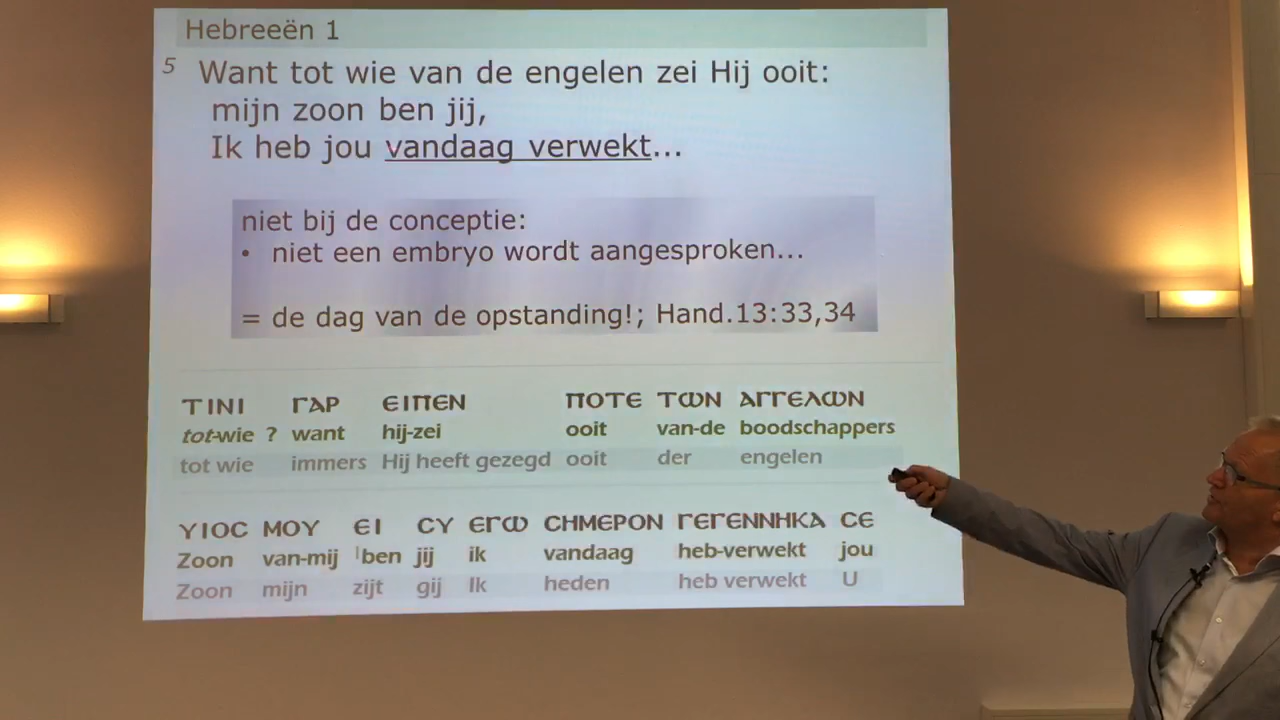 Hebreeën 1
5 Want tot wie van de engelen zei Hij ooit:
mijn zoon ben jij,
Ik heb jou vandaag verwekt...
niet bij de conceptie:
• niet een embryo wordt aangesproken...
= de dag van de opstanding!; Hand.13:33,34
ΤΙΝΙ ΓΑΡ ΕΙΠΕΝ ΠΟΤΕ ΤΩΝ ΑΓΓΕΛΩΝ
tot-wie ? want hij-zei ooit van-de boodschappers
tot wie immers Hij heeft gezegd ooit der engelen
ΥΙΟϹ ΜΟΥ ΕΙ ϹΥ ΕΓΩ ϹΗΜΕΡΟΝ ΓΕΓΕΝΝΗΚΑ ϹΕ
Zoon van-mij ben jij ik vandaag heb-verwekt jou
Zoon mijn zijt gij Ik heden heb verwekt U